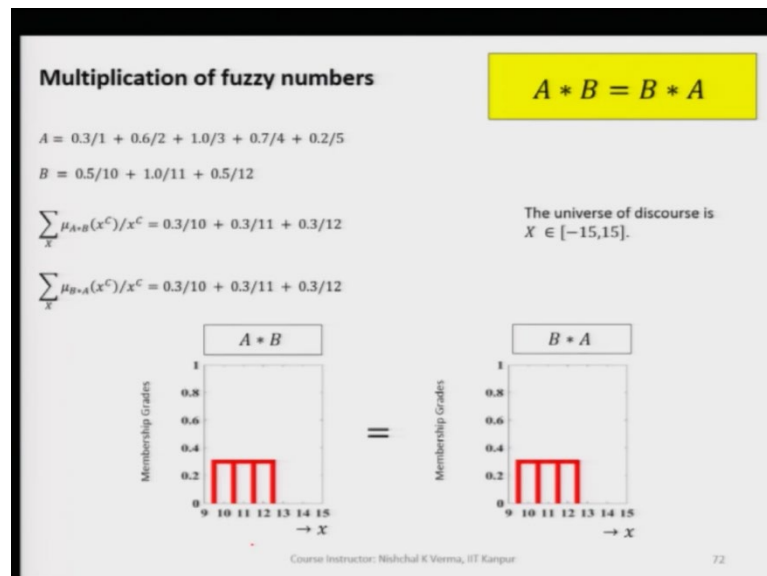 Multiplication of fuzzy numbers
A ∗ B = B ∗ A
A = 0.3/1 + 0.6/2 + 1.0/3 + 0.7/4 + 0.2/5
B = 0.5/10 + 1.0/11 + 0.5/12
∑_X μ_{A∗B}(x^C)/x^C = 0.3/10 + 0.3/11 + 0.3/12
The universe of discourse is
X ∈ [−15,15].
∑_X μ_{B∗A}(x^C)/x^C = 0.3/10 + 0.3/11 + 0.3/12
A ∗ B
B ∗ A
Membership Grades
1
0.8
0.6
0.4
0.2
0
9 10 11 12 13 14 15
→ x
=
Membership Grades
1
0.8
0.6
0.4
0.2
0
9 10 11 12 13 14 15
→ x
Course Instructor: Nishchal K Verma, IIT Kanpur
72